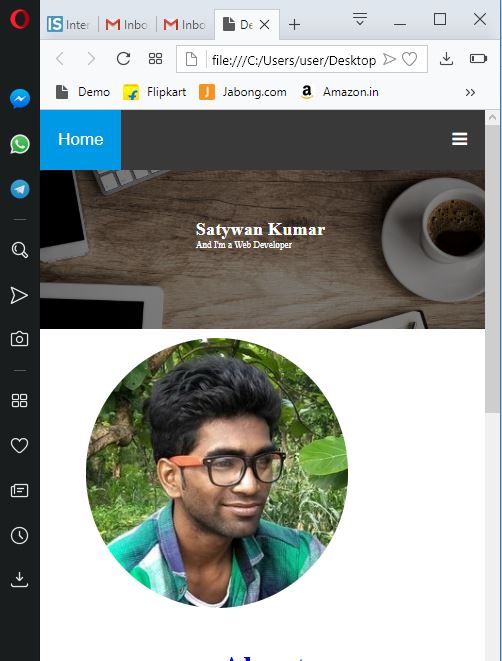 Inter
Inbo
Inbo
De
file:///C:/Users/user/Desktop
Demo
Flipkart
Jabong.com
Amazon.in
Home
Satywan Kumar
And I'm a Web Developer
About